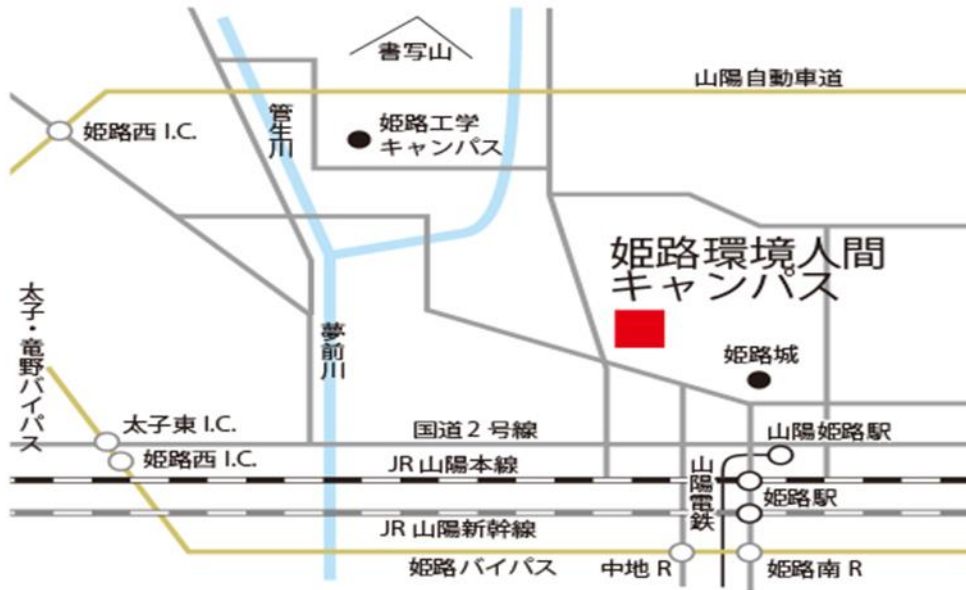 書写山
山陽自動車道
管生川
姫路工学
キャンパス
姫路西 I.C.
姫路環境人間
キャンパス
太子・竜野バイパス
夢前川
姫路城
太子東 I.C.
国道２号線
山陽姫路駅
姫路西 I.C.
JR 山陽本線
山陽電鉄
姫路駅
JR 山陽新幹線
姫路バイパス
中地 R
姫路南 R